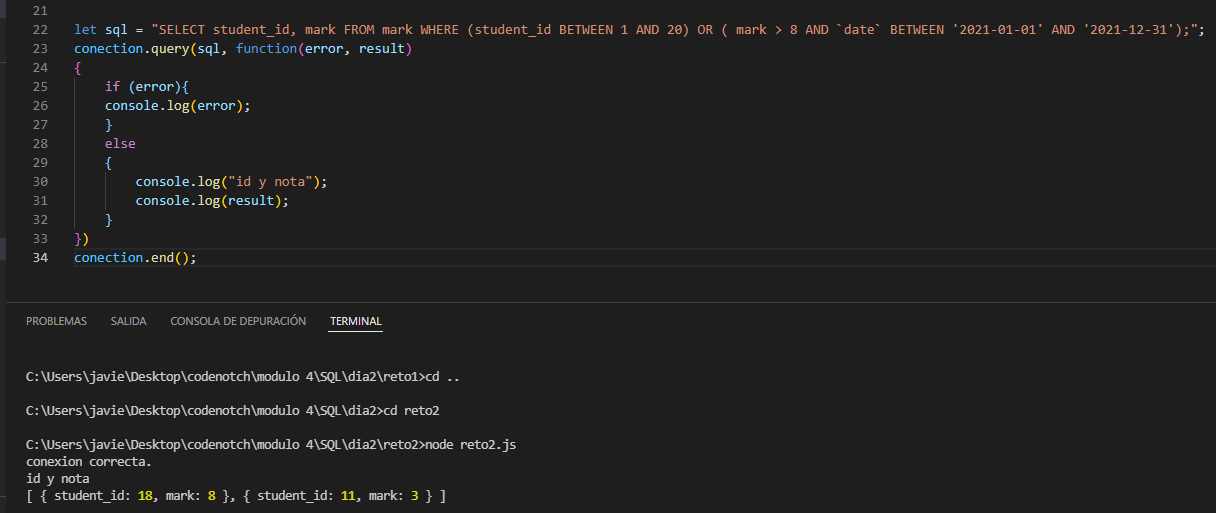 21
22 let sql = "SELECT student_id, mark FROM mark WHERE (student_id BETWEEN 1 AND 20) OR ( mark > 8 AND `date` BETWEEN '2021-01-01' AND '2021-12-31');";
23 conection.query(sql, function(error, result)
24 {
25     if (error){
26     console.log(error);
27     }
28     else
29     {
30         console.log("id y nota");
31         console.log(result);
32     }
33 })
34 conection.end();
PROBLEMAS SALIDA CONSOLA DE DEPURACIÓN TERMINAL
C:\Users\javie\Desktop\codenotch\modulo 4\SQL\dia2\reto1>cd ..
C:\Users\javie\Desktop\codenotch\modulo 4\SQL\dia2>cd reto2
C:\Users\javie\Desktop\codenotch\modulo 4\SQL\dia2\reto2>node reto2.js
conexion correcta.
id y nota
[ { student_id: 18, mark: 8 }, { student_id: 11, mark: 3 } ]